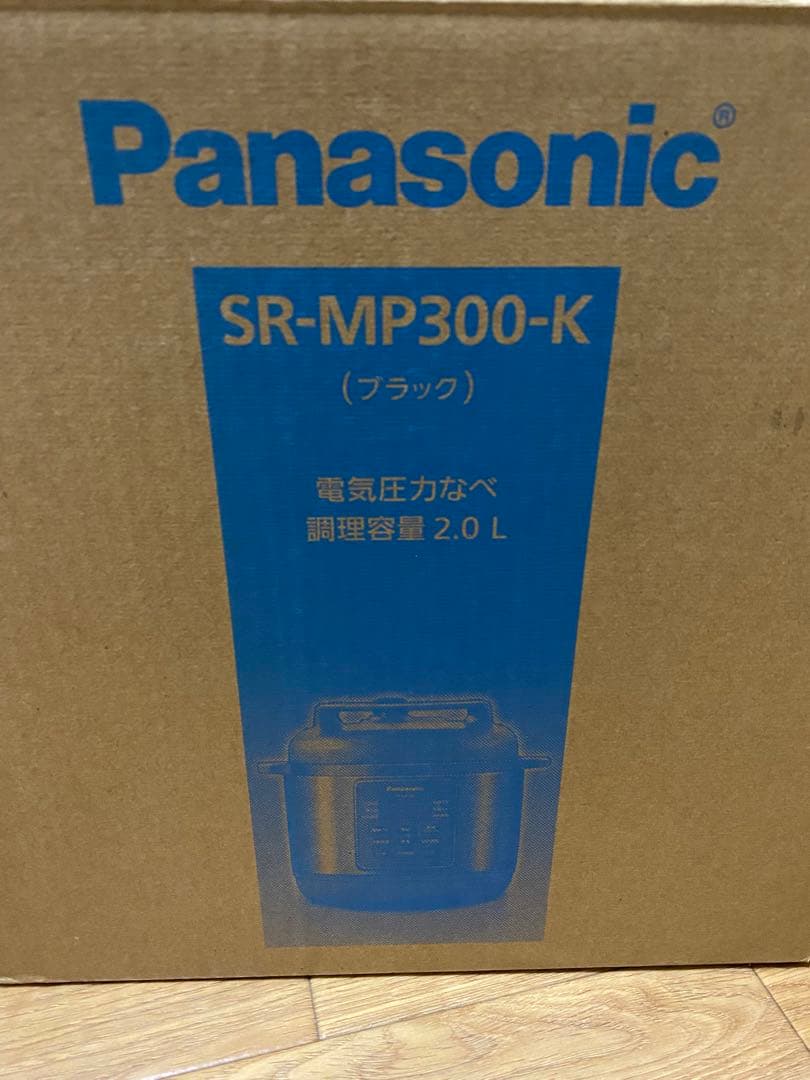 Panasonic®
SR-MP300-K
(ブラック)
電気圧力なべ
調理容量 2.0 L
Panasonic